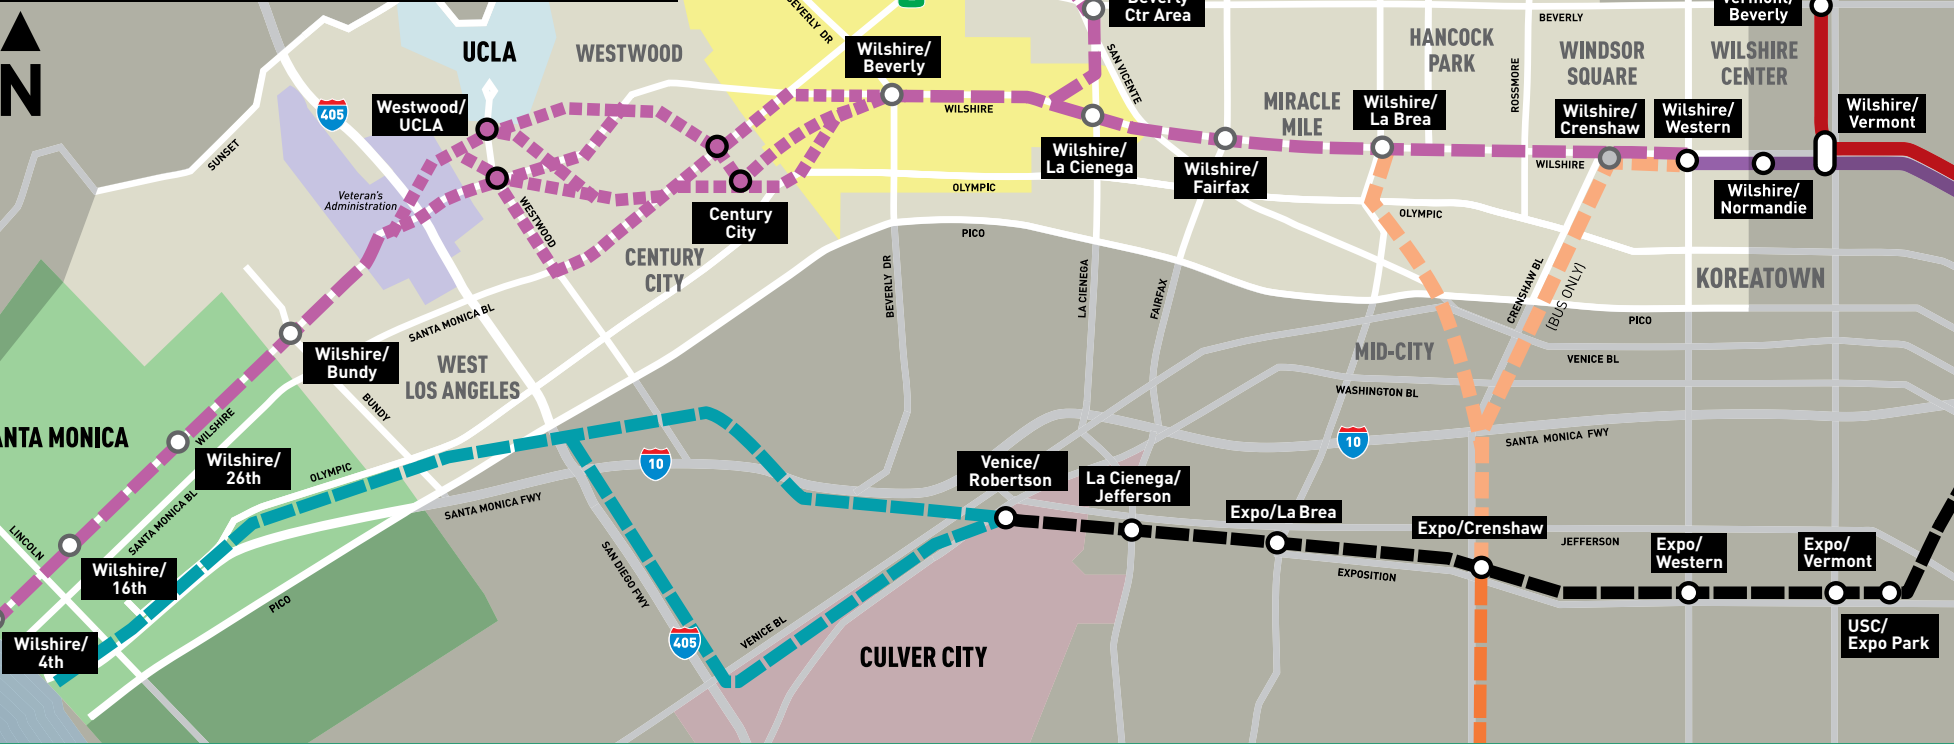 N
UCLA
WESTWOOD
BEVERLY DR
Wilshire/
Beverly
Beverly
Ctr Area
SAN VICENTE
BEVERLY
Vermont/
Beverly
HANCOCK
PARK
ROSSMORE
WINDSOR
SQUARE
WILSHIRE
CENTER
405
Westwood/
UCLA
WILSHIRE
MIRACLE
MILE
Wilshire/
La Brea
Wilshire/
Crenshaw
Wilshire/
Western
Wilshire/
Vermont
SUNSET
Veteran's
Administration
Wilshire/
La Cienega
Wilshire/
Fairfax
WILSHIRE
Wilshire/
Normandie
OLYMPIC
OLYMPIC
WESTWOOD
Century
City
PICO
CENTURY
CITY
BEVERLY DR
LA CIENEGA
FAIRFAX
CRENSHAW BL
(BUS ONLY)
KOREATOWN
PICO
SANTA MONICA BL
Wilshire/
Bundy
WEST
LOS ANGELES
BUNDY
MID-CITY
VENICE BL
WASHINGTON BL
ANTA MONICA
WILSHIRE
Wilshire/
26th
OLYMPIC
SANTA MONICA FWY
10
10
SANTA MONICA FWY
Venice/
Robertson
La Cienega/
Jefferson
Expo/La Brea
Expo/Crenshaw
JEFFERSON
Expo/
Western
Expo/
Vermont
EXPOSITION
LINCOLN
SANTA MONICA BL
Wilshire/
16th
PICO
SAN DIEGO FWY
405
VENICE BL
CULVER CITY
Wilshire/
4th
USC/
Expo Park